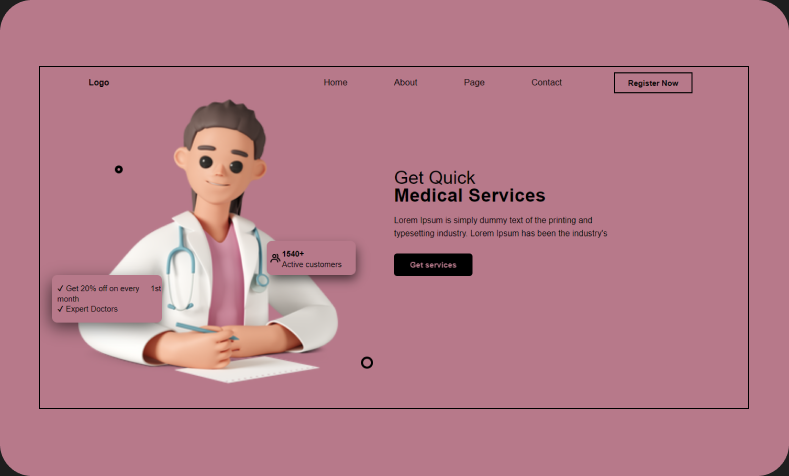 Logo
Home
About
Page
Contact
Register Now
Get Quick
Medical Services
Lorem Ipsum is simply dummy text of the printing and
typesetting industry. Lorem Ipsum has been the industry's
Get services
1540+
Active customers
✓ Get 20% off on every 1st
month
✓ Expert Doctors